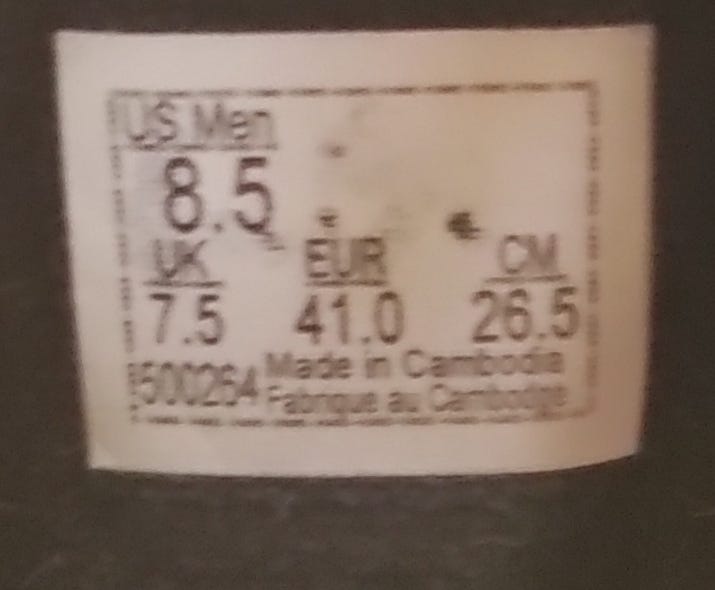 US Men
8.5
UK EUR CM
7.5 41.0 26.5
500264 Made in Cambodia
Fabrique au Cambodge